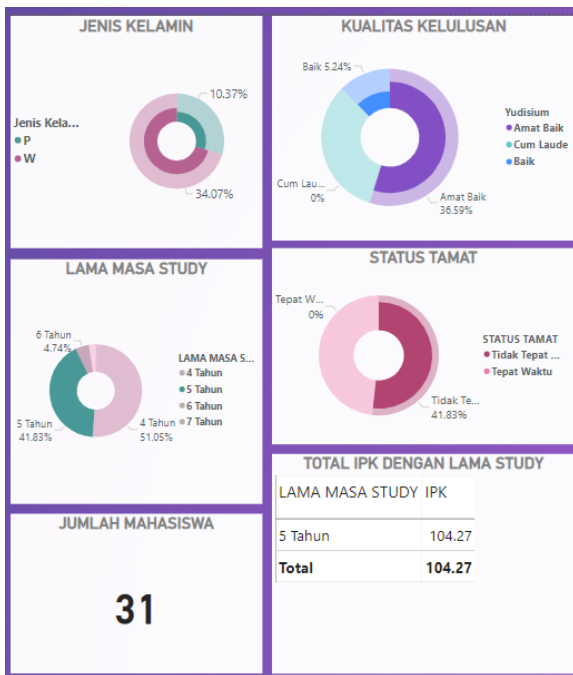 JENIS KELAMIN
10.37%
Jenis Kela...
P
W
34.07%
KUALITAS KELULUSAN
Baik 5.24%
Yudisium
Amat Baik
Cum Laude
Baik
Cum Lau...
0%
Amat Baik
36.59%
LAMA MASA STUDY
6 Tahun
4.74%
LAMA MASA S...
4 Tahun
5 Tahun
6 Tahun
7 Tahun
5 Tahun
41.83%
4 Tahun
51.05%
STATUS TAMAT
Tepat W...
0%
STATUS TAMAT
Tidak Tepat ...
Tepat Waktu
Tidak Te...
41.83%
JUMLAH MAHASISWA
31
TOTAL IPK DENGAN LAMA STUDY
LAMA MASA STUDY IPK
5 Tahun 104.27
Total 104.27